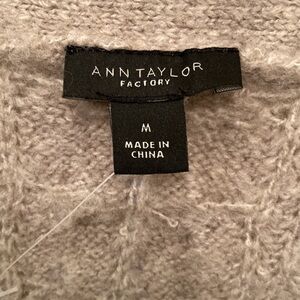 ANN TAYLOR
FACTORY
M
MADE IN
CHINA